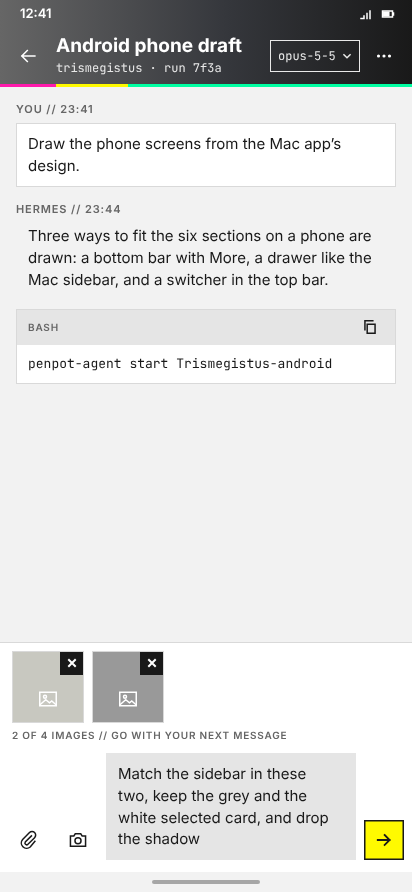 12:41
Android phone draft
trismegistus · run 7f3a
opus-5-5
YOU // 23:41
Draw the phone screens from the Mac app’s
design.
HERMES // 23:44
Three ways to fit the six sections on a phone are
drawn: a bottom bar with More, a drawer like the
Mac sidebar, and a switcher in the top bar.
BASH
penpot-agent start Trismegistus-android
2 OF 4 IMAGES // GO WITH YOUR NEXT MESSAGE
Match the sidebar in these
two, keep the grey and the
white selected card, and drop
the shadow